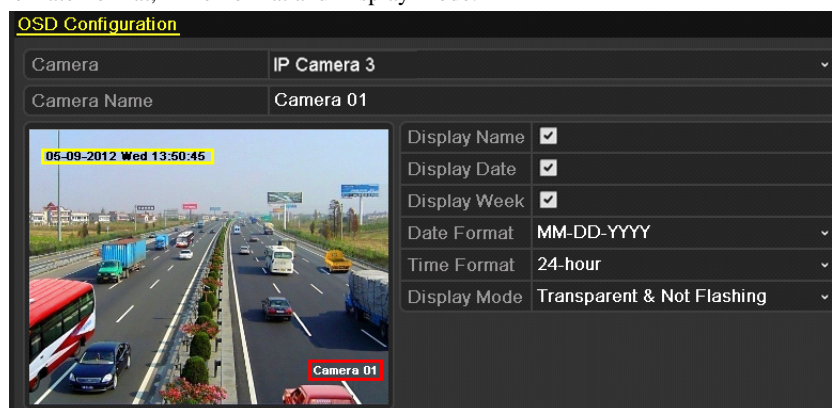 OSD Configuration
Camera IP Camera 3
Camera Name Camera 01
05-09-2012 Wed 13:50:45
Camera 01
Display Name
Display Date
Display Week
Date Format MM-DD-YYYY
Time Format 24-hour
Display Mode Transparent & Not Flashing